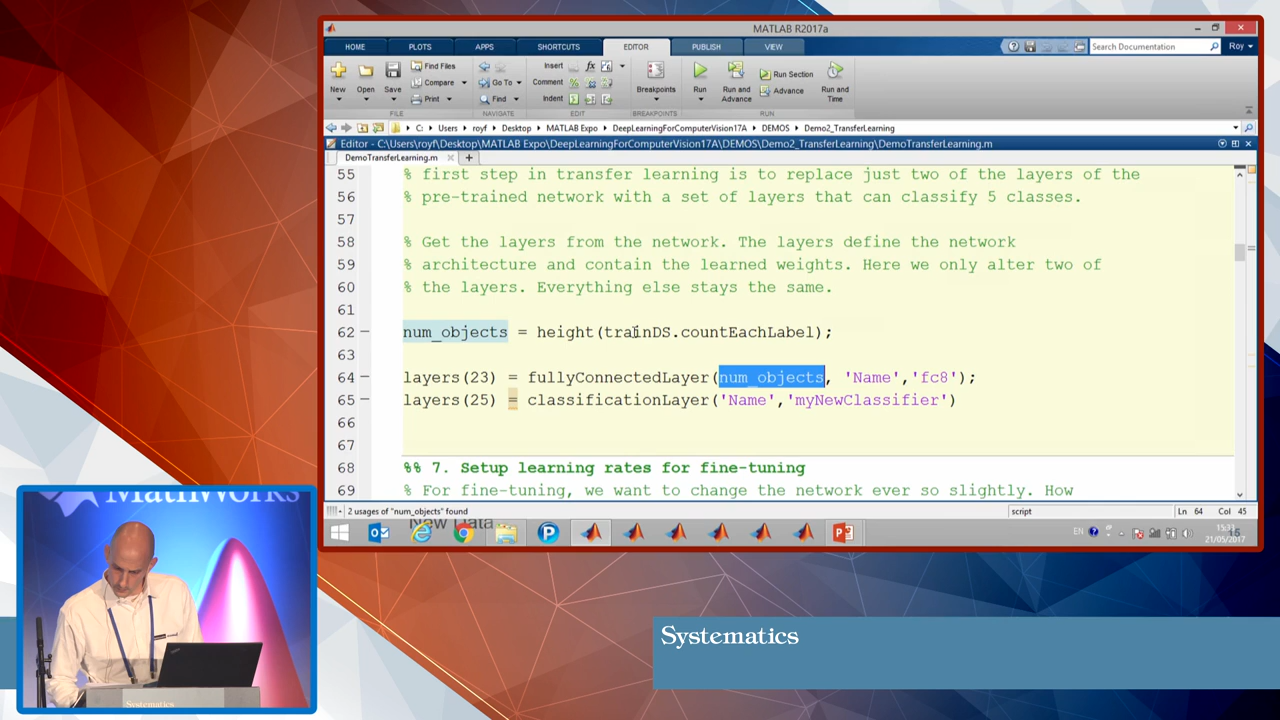 MATLAB R2017a
HOME PLOTS APPS SHORTCUTS EDITOR PUBLISH VIEW Search Documentation Roy
New Open Save Find Files Compare Print Go To Find Insert Comment Indent Breakpoints Run Run and Advance Run Section Advance Run and Time
FILE NAVIGATE EDIT BREAKPOINTS RUN
C: Users royf Desktop MATLAB Expo DeepLearningForComputerVision17A DEMOS Demo2_TransferLearning
Editor - C:\Users\royf\Desktop\MATLAB Expo\DeepLearningForComputerVision17A\DEMOS\Demo2_TransferLearning\DemoTransferLearning.m
DemoTransferLearning.m
55 % first step in transfer learning is to replace just two of the layers of the
56 % pre-trained network with a set of layers that can classify 5 classes.
57
58 % Get the layers from the network. The layers define the network
59 % architecture and contain the learned weights. Here we only alter two of
60 % the layers. Everything else stays the same.
61
62 num_objects = height(trainDS.countEachLabel);
63
64 layers(23) = fullyConnectedLayer(num_objects, 'Name','fc8');
65 layers(25) = classificationLayer('Name','myNewClassifier')
66
67
68 %% 7. Setup learning rates for fine-tuning
69 % For fine-tuning, we want to change the network ever so slightly. How
2 usages of "num_objects" found script Ln 64 Col 45
New Data
EN 21/05/2017
MathWorks
Systematics
Systematics